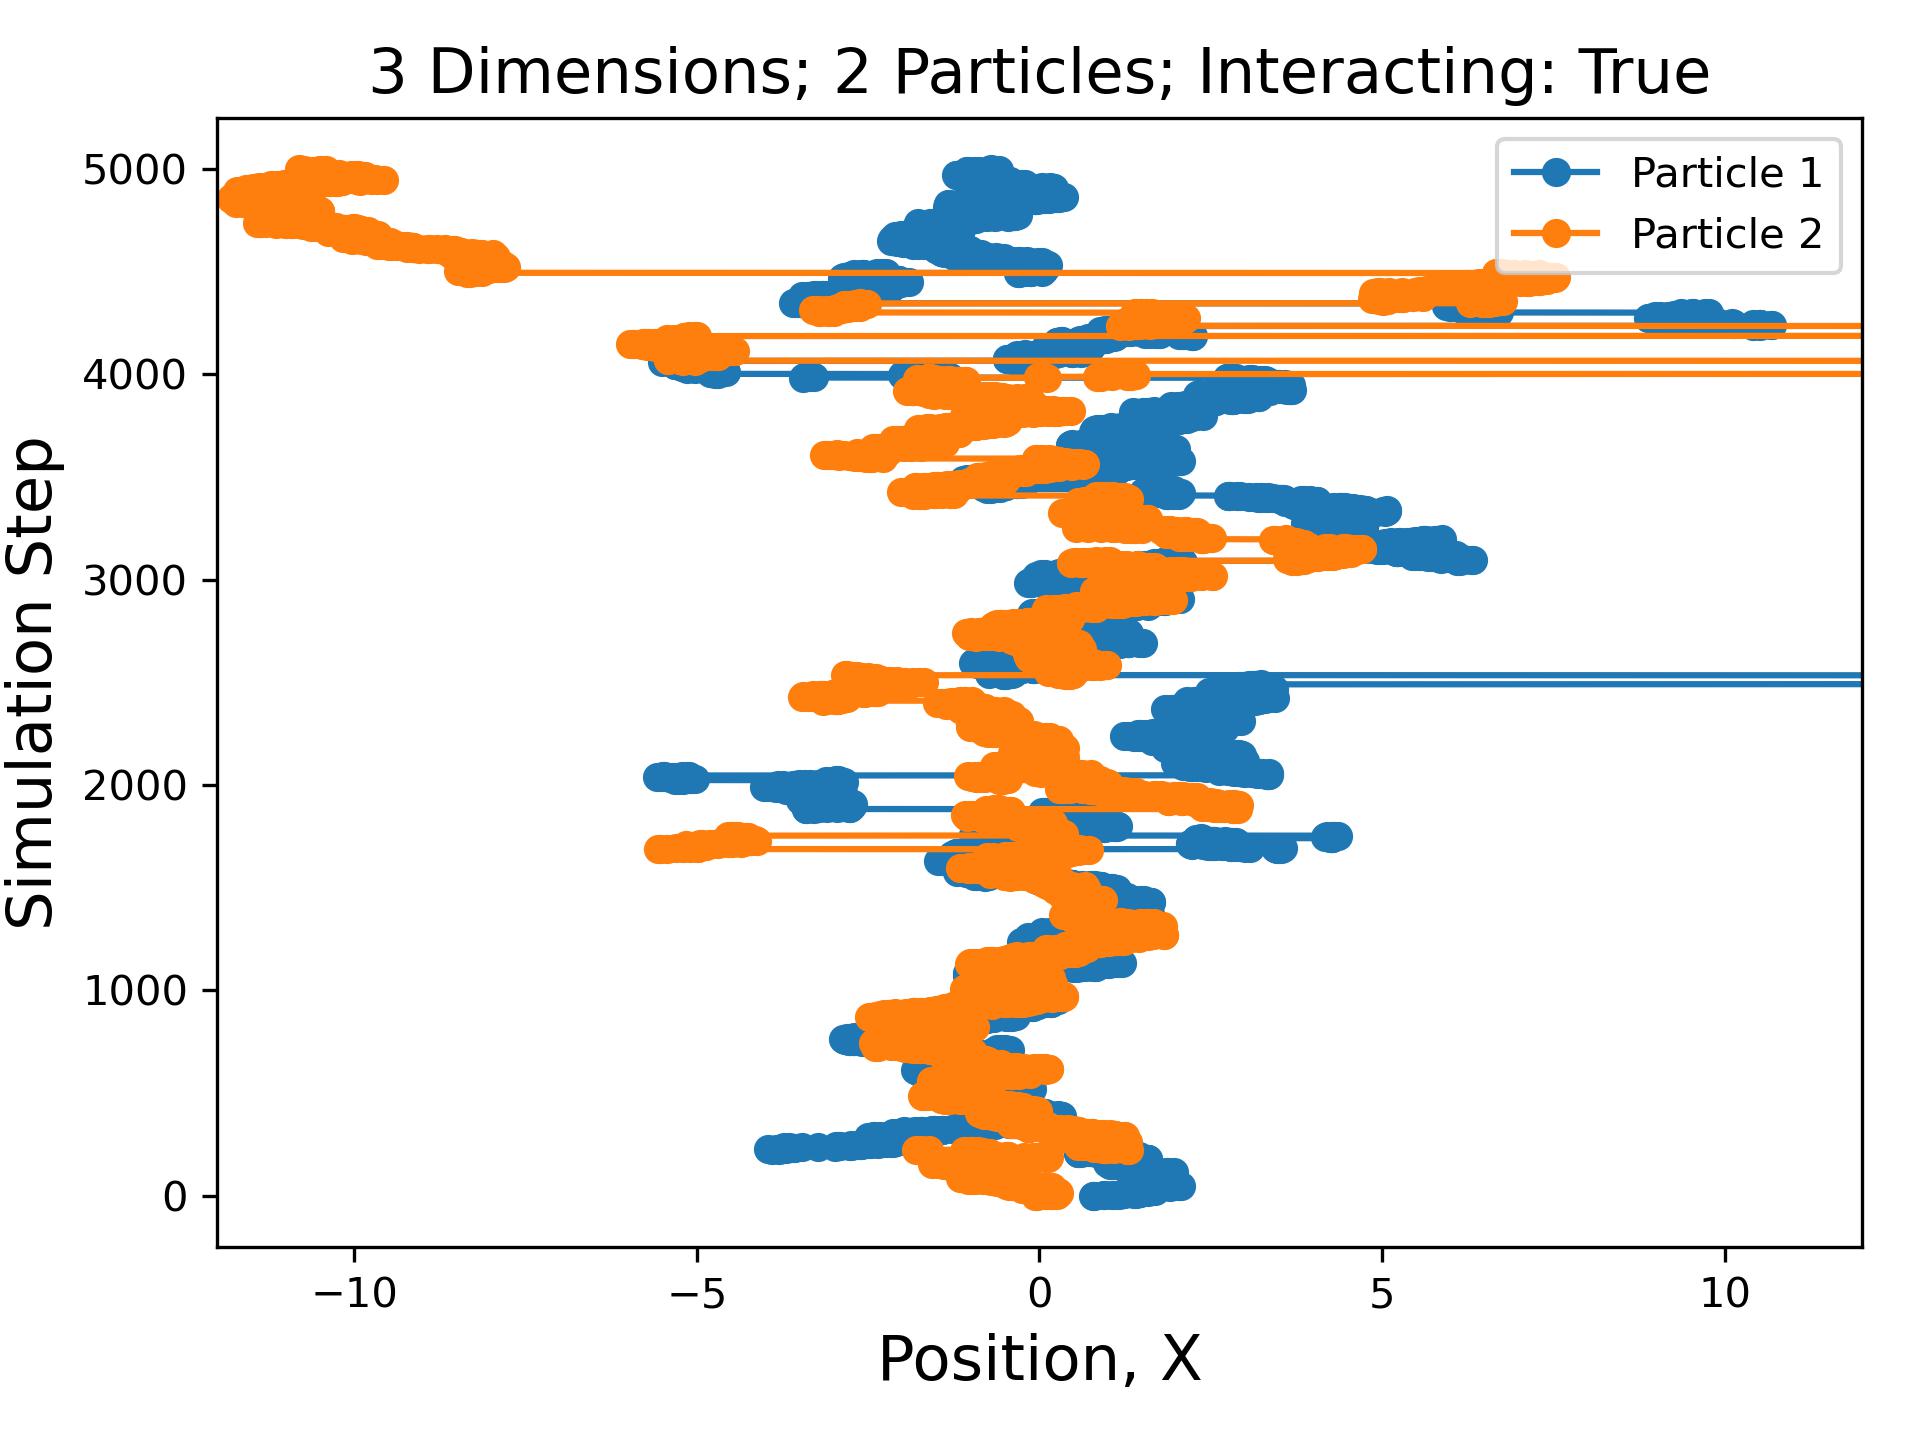 3 Dimensions; 2 Particles; Interacting: True
Particle 1
Particle 2
5000
4000
3000
2000
1000
0
Simulation Step
−10
−5
0
5
10
Position, X